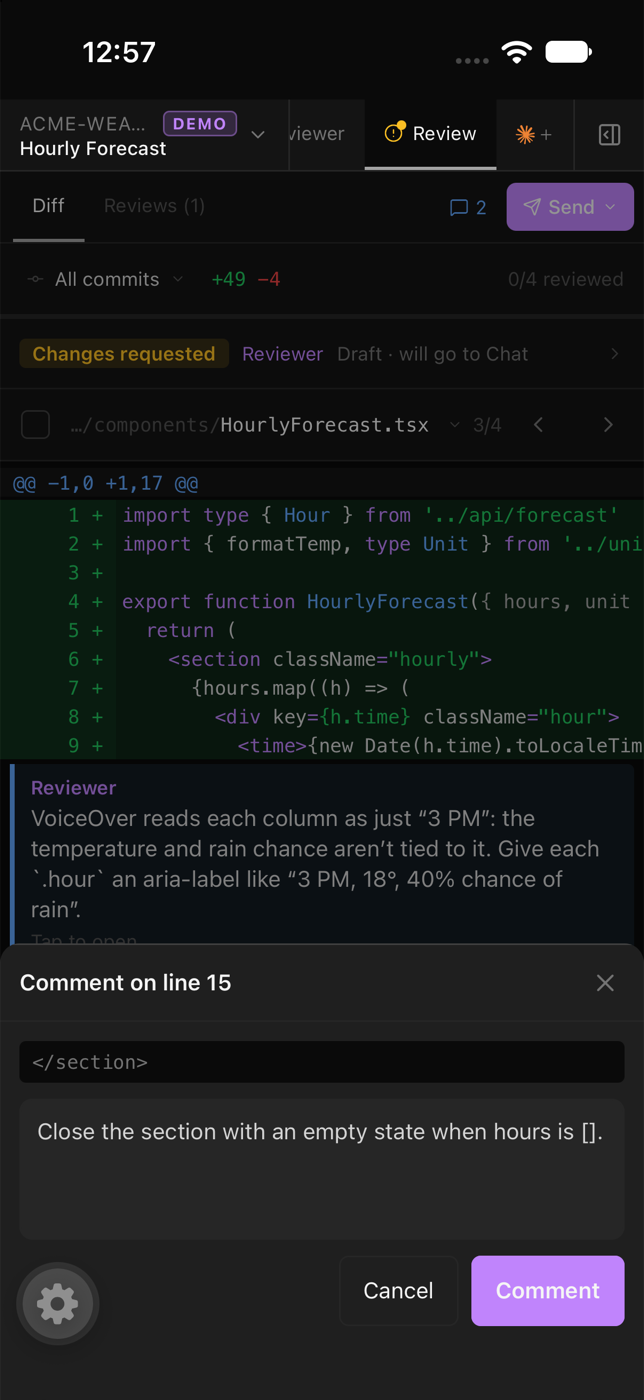 12:57
ACME-WEA... DEMO
Hourly Forecast
viewer
Review
+
Diff
Reviews (1)
2
Send
All commits
+49 −4
0/4 reviewed
Changes requested Reviewer Draft · will go to Chat
…/components/HourlyForecast.tsx 3/4
@@ −1,0 +1,17 @@
1 + import type { Hour } from '../api/forecast'
2 + import { formatTemp, type Unit } from '../uni
3 +
4 + export function HourlyForecast({ hours, unit
5 + return (
6 + <section className="hourly">
7 + {hours.map((h) => (
8 + <div key={h.time} className="hour">
9 + <time>{new Date(h.time).toLocaleTim
Reviewer
VoiceOver reads each column as just “3 PM”: the
temperature and rain chance aren’t tied to it. Give each
`.hour` an aria-label like “3 PM, 18°, 40% chance of
rain”.
Tap to open
Comment on line 15
</section>
Close the section with an empty state when hours is [].
Cancel
Comment